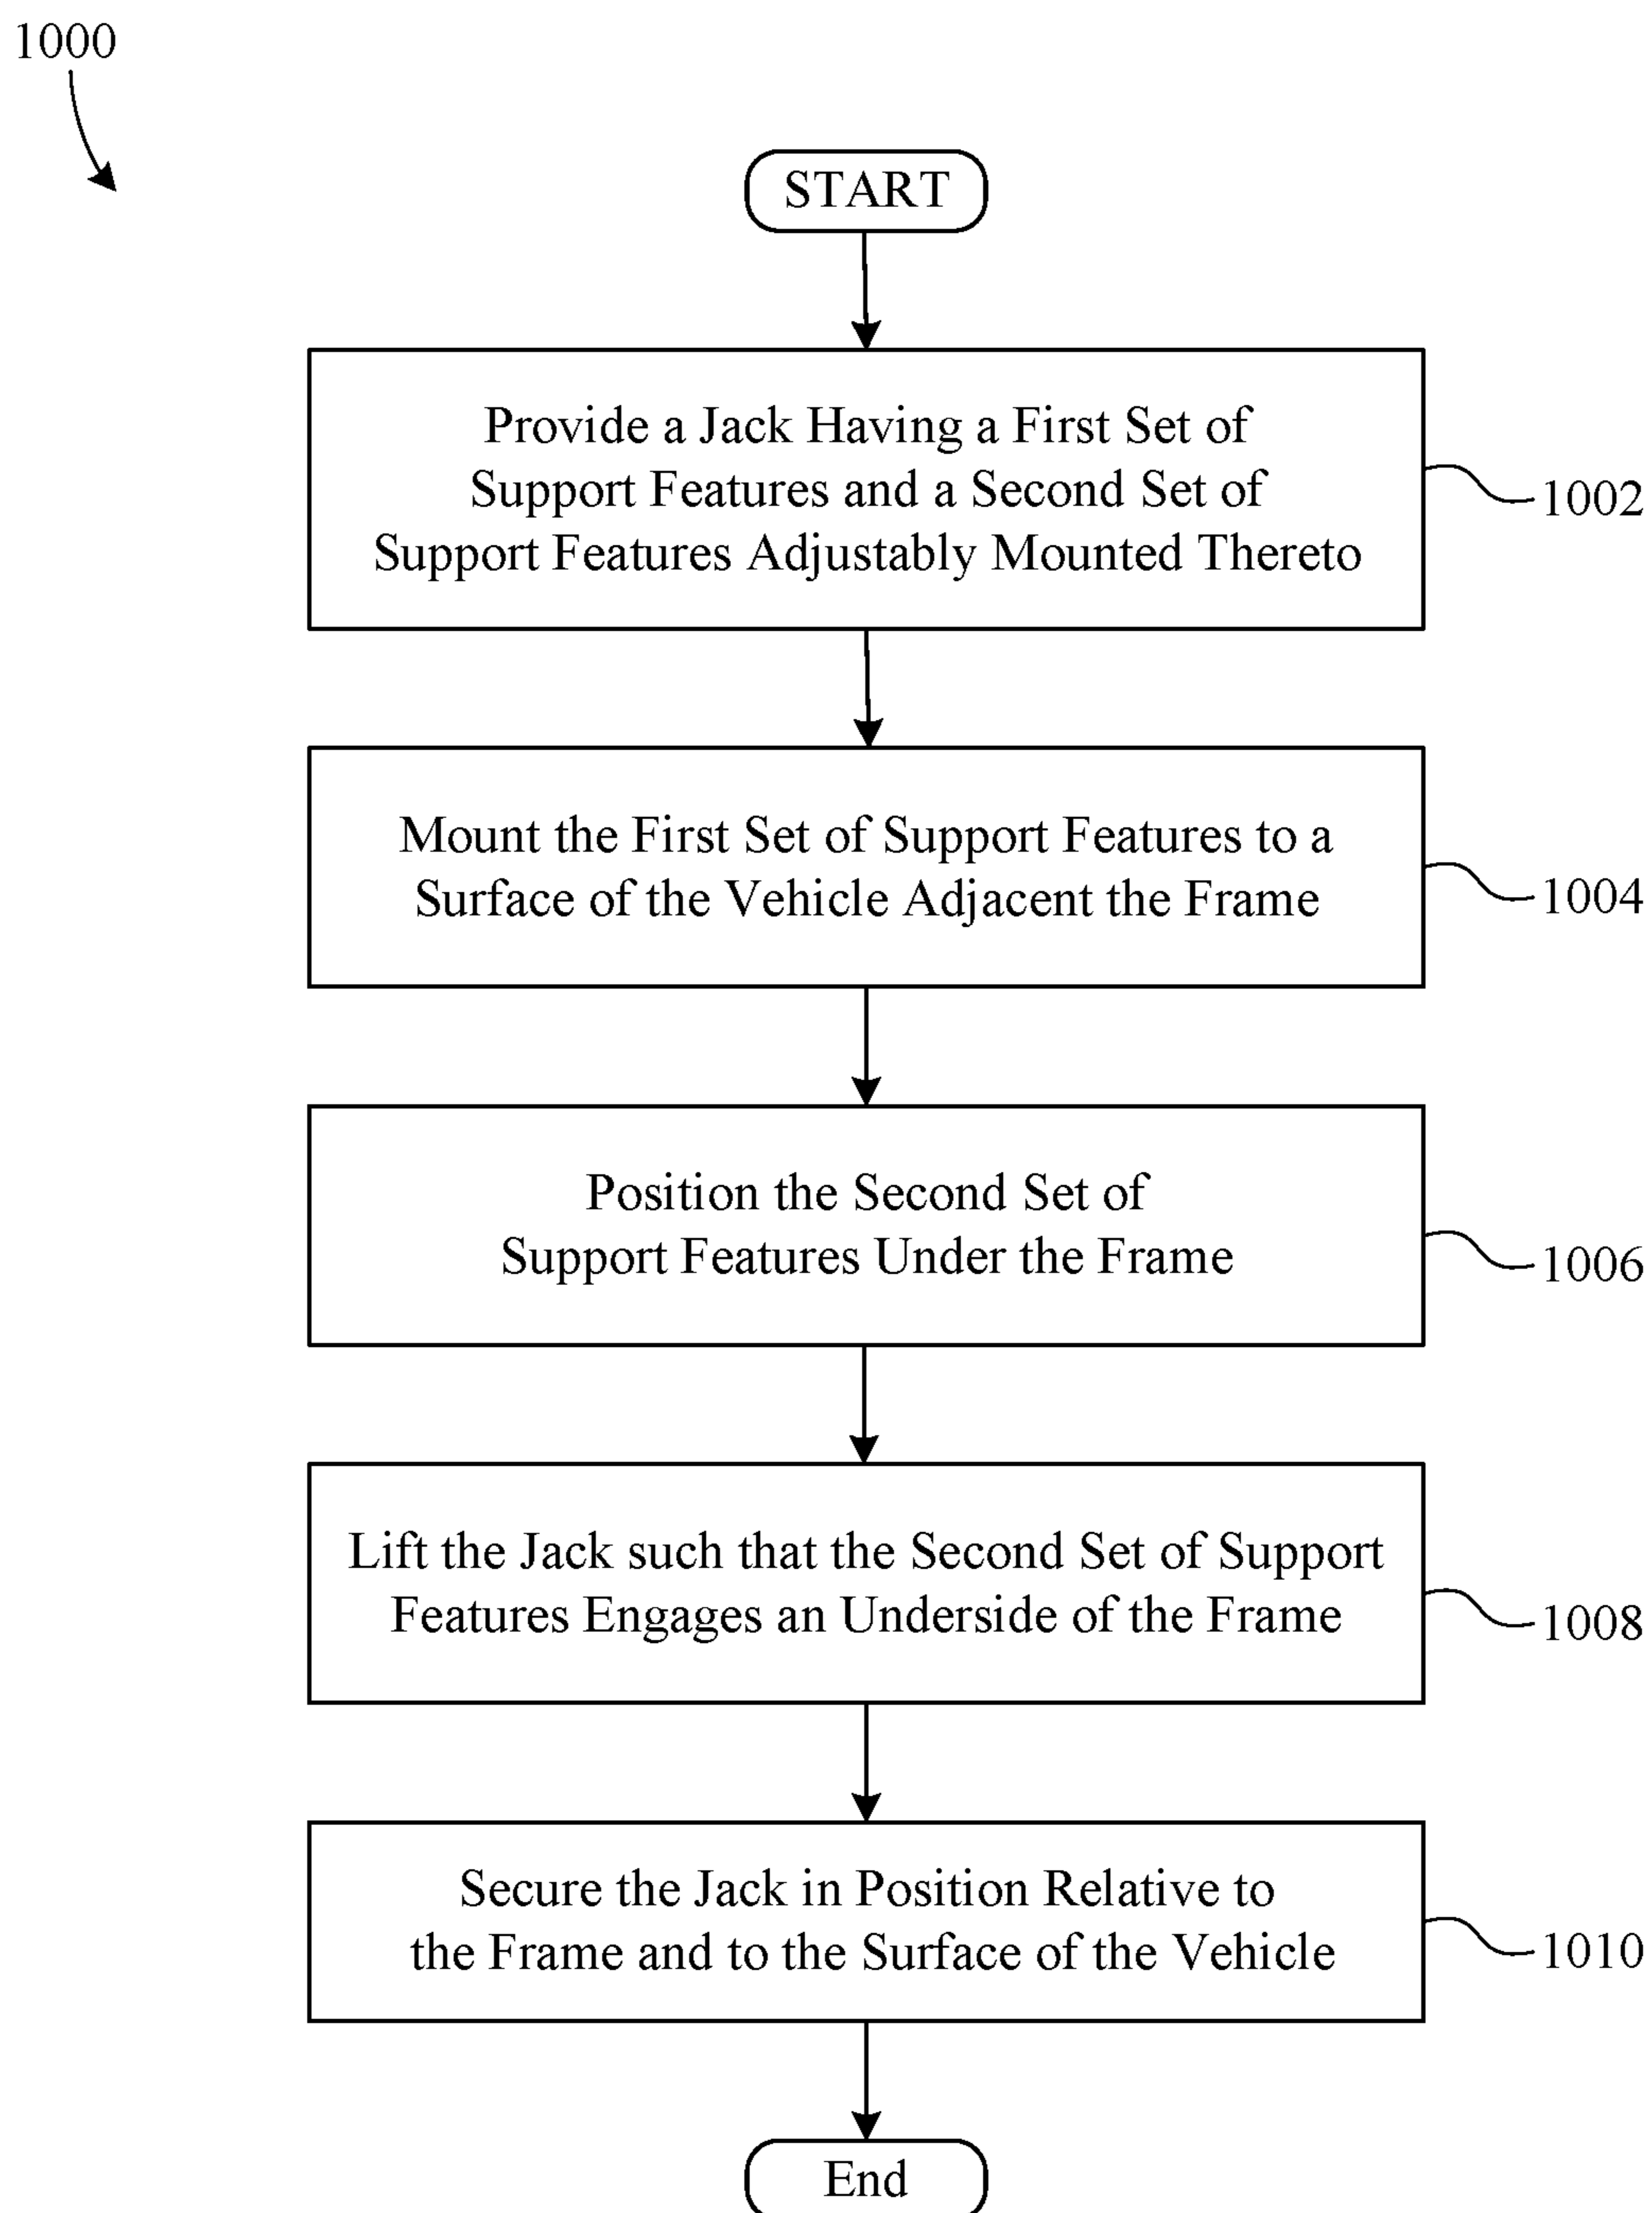 1000
START
Provide a Jack Having a First Set of
Support Features and a Second Set of
Support Features Adjustably Mounted Thereto
1002
Mount the First Set of Support Features to a
Surface of the Vehicle Adjacent the Frame
1004
Position the Second Set of
Support Features Under the Frame
1006
Lift the Jack such that the Second Set of Support
Features Engages an Underside of the Frame
1008
Secure the Jack in Position Relative to
the Frame and to the Surface of the Vehicle
1010
End